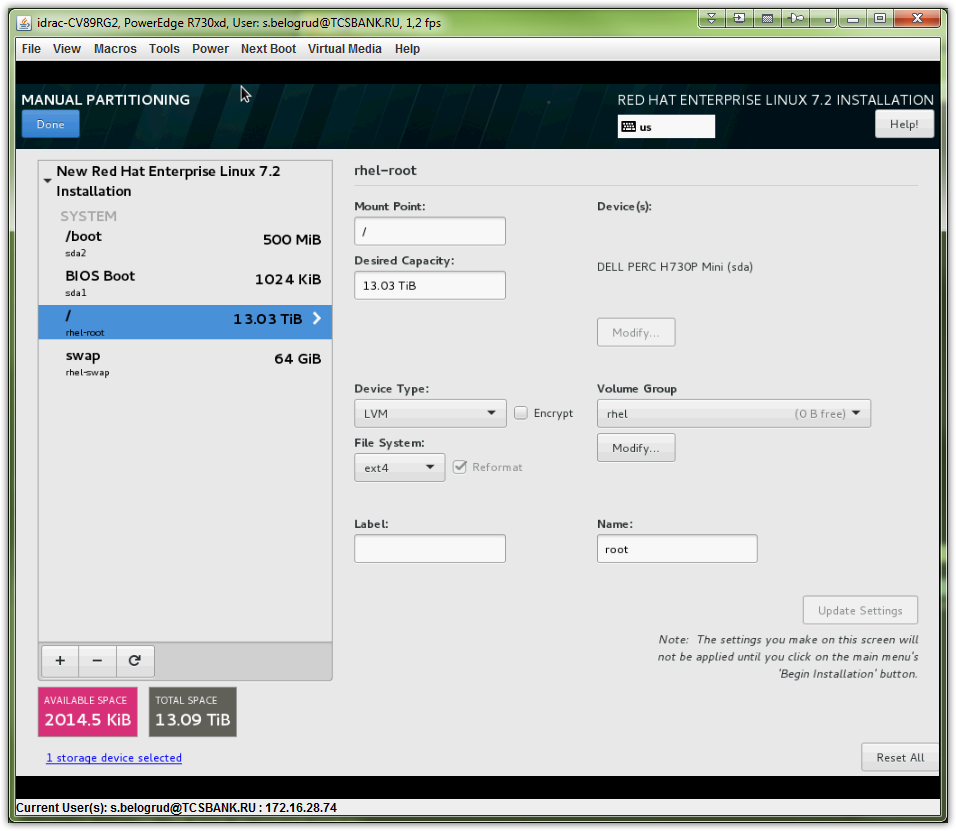 idrac-CV89RG2, PowerEdge R730xd, User: s.belogrud@TCSBANK.RU, 1,2 fps
File View Macros Tools Power Next Boot Virtual Media Help
MANUAL PARTITIONING
RED HAT ENTERPRISE LINUX 7.2 INSTALLATION
Done
us
Help!
New Red Hat Enterprise Linux 7.2
Installation
SYSTEM
/boot
500 MiB
sda2
BIOS Boot
1024 KiB
sda1
/
13.03 TiB
rhel-root
swap
64 GiB
rhel-swap
rhel-root
Mount Point:
Device(s):
/
Desired Capacity:
DELL PERC H730P Mini (sda)
13.03 TiB
Modify...
Device Type:
Volume Group
LVM
Encrypt
rhel (0 B free)
File System:
Modify...
ext4
Reformat
Label:
Name:
root
Update Settings
Note: The settings you make on this screen will
not be applied until you click on the main menu's
'Begin Installation' button.
+ −
AVAILABLE SPACE
2014.5 KiB
TOTAL SPACE
13.09 TiB
1 storage device selected
Reset All
Current User(s): s.belogrud@TCSBANK.RU : 172.16.28.74